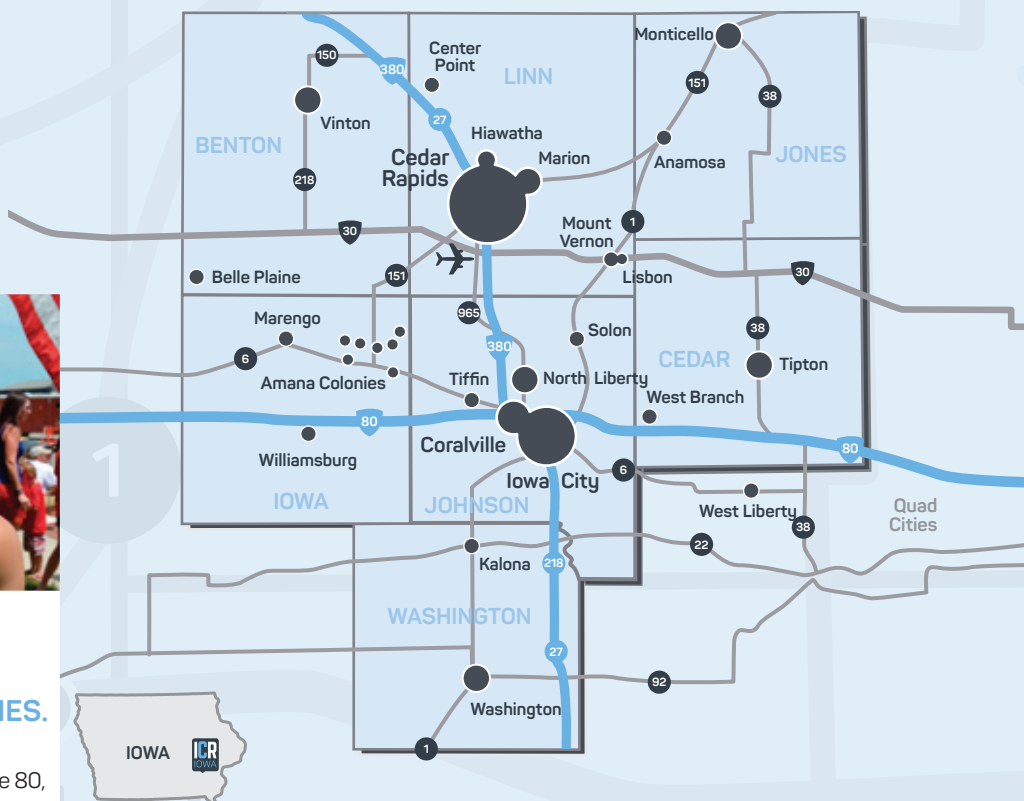 Monticello
150
Center
Point
380
LINN
151
38
Vinton
27
Hiawatha
BENTON
Cedar
Rapids
Marion
Anamosa
JONES
218
Mount
Vernon
1
30
Belle Plaine
151
Lisbon
30
Marengo
965
Solon
38
6
380
CEDAR
Tipton
Amana Colonies
Tiffin
North Liberty
West Branch
80
Coralville
80
Williamsburg
1
Iowa City
6
IOWA
JOHNSON
West Liberty
Quad
Cities
38
22
Kalona
218
WASHINGTON
27
92
Washington
IES.
1
IOWA
ICR
IOWA
e 80,